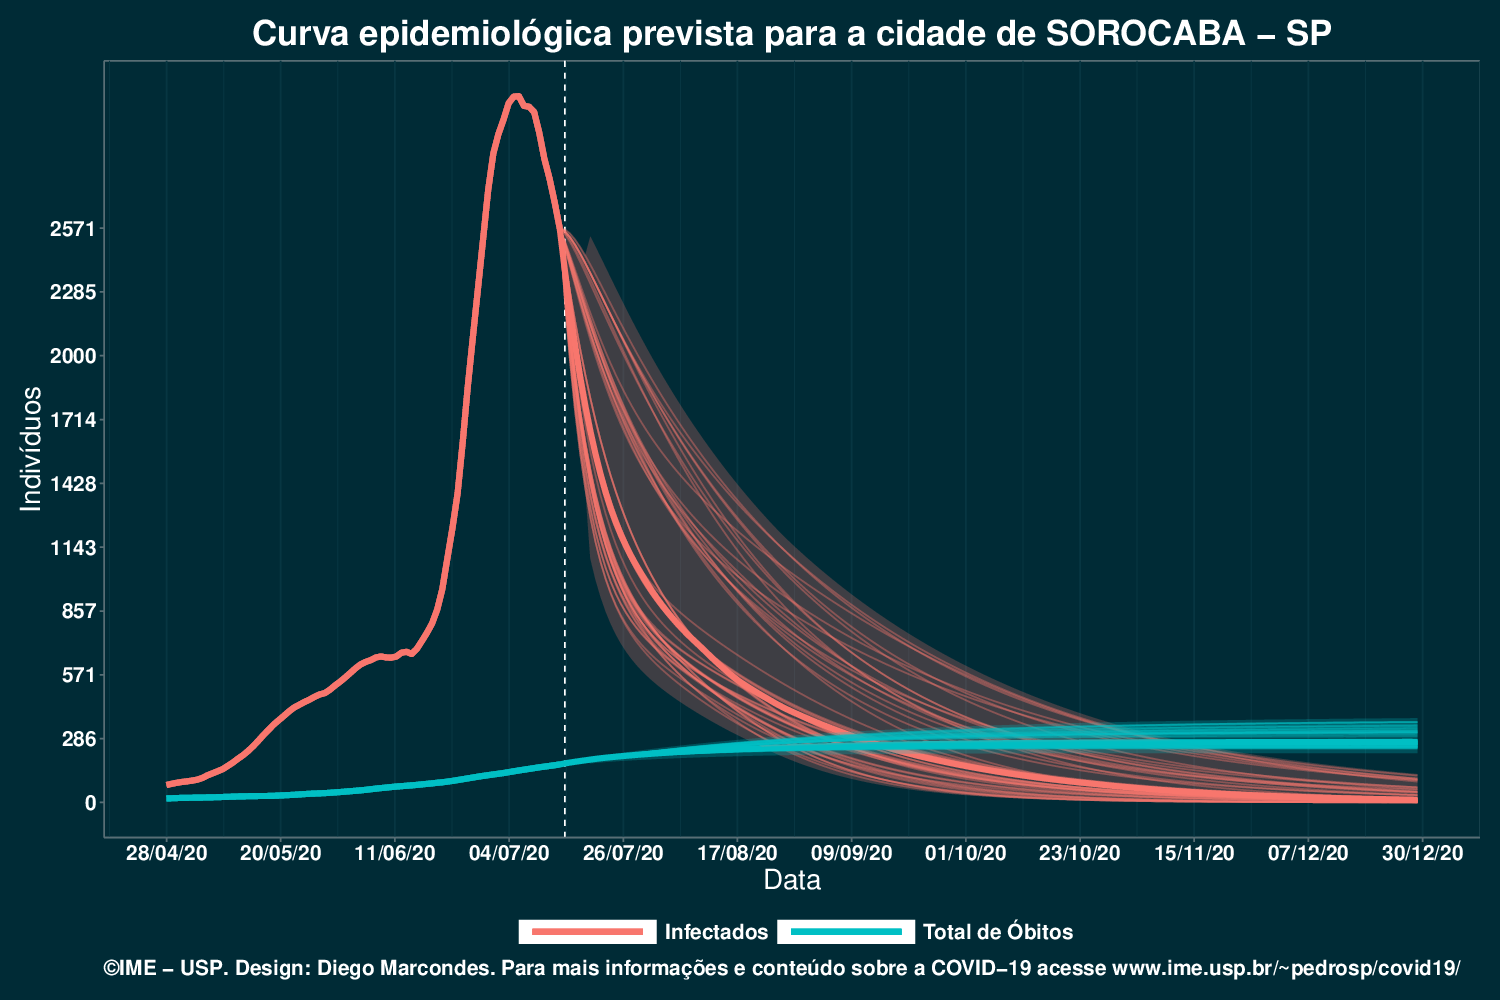 Curva epidemiológica prevista para a cidade de SOROCABA − SP
Indivíduos
2571
2285
2000
1714
1428
1143
857
571
286
0
28/04/20 20/05/20 11/06/20 04/07/20 26/07/20 17/08/20 09/09/20 01/10/20 23/10/20 15/11/20 07/12/20 30/12/20
Data
Infectados Total de Óbitos
©IME − USP. Design: Diego Marcondes. Para mais informações e conteúdo sobre a COVID−19 acesse www.ime.usp.br/~pedrosp/covid19/